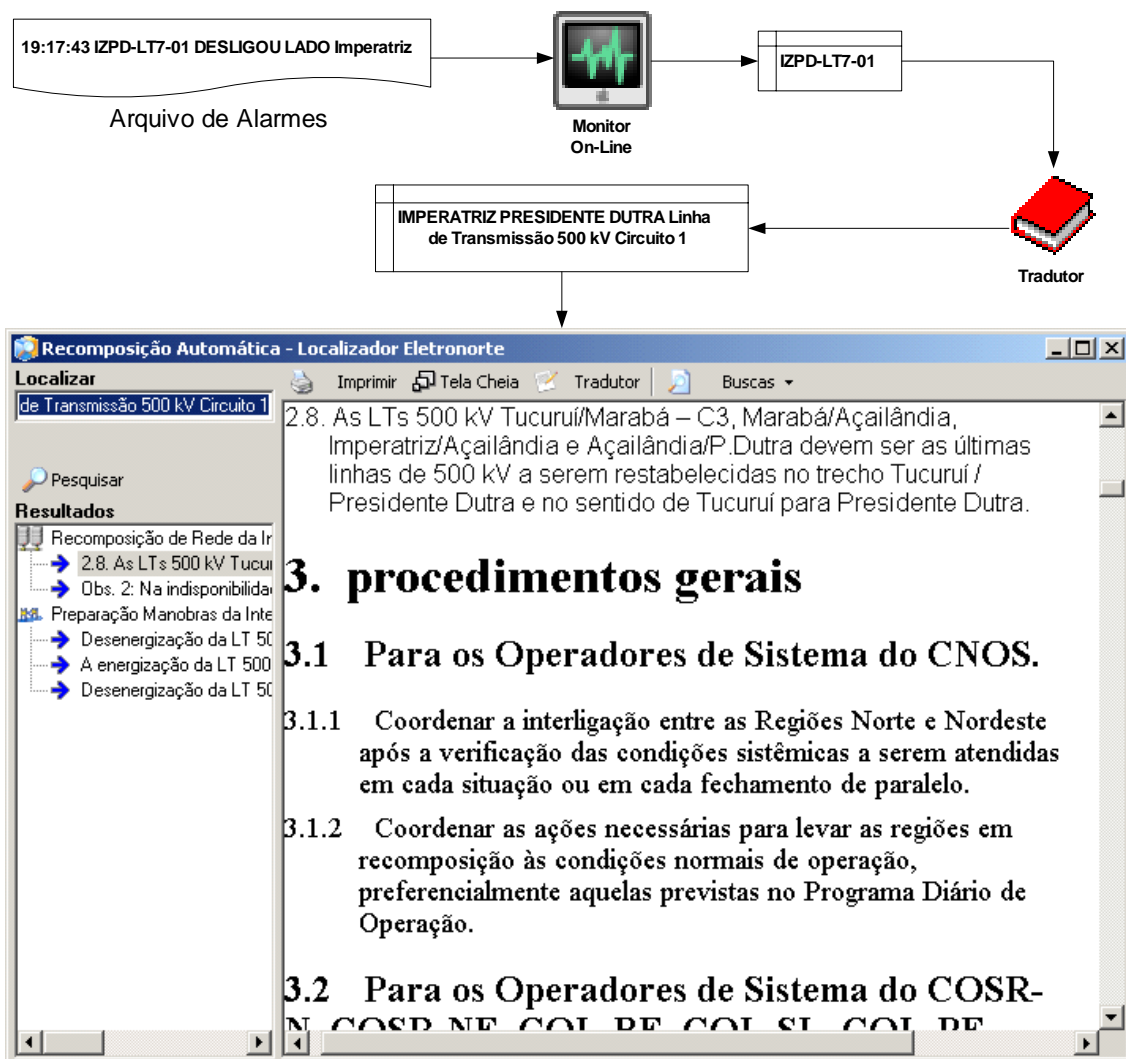 19:17:43 IZPD-LT7-01 DESLIGOU LADO Imperatriz
Arquivo de Alarmes
Monitor
On-Line
IZPD-LT7-01
Tradutor
IMPERATRIZ PRESIDENTE DUTRA Linha
de Transmissão 500 kV Circuito 1
Recomposição Automática - Localizador Eletronorte
Localizar
de Transmissão 500 kV Circuito 1
Pesquisar
Resultados
Recomposição de Rede da Ir
2.8. As LTs 500 kV Tucuı
Obs. 2: Na indisponibilida
Preparação Manobras da Inte
Desenergização da LT 50
A energização da LT 500
Desenergização da LT 50
Imprimir Tela Cheia Tradutor Buscas
2.8. As LTs 500 kV Tucuruí/Marabá – C3, Marabá/Açailândia,
Imperatriz/Açailândia e Açailândia/P.Dutra devem ser as últimas
linhas de 500 kV a serem restabelecidas no trecho Tucuruí /
Presidente Dutra e no sentido de Tucuruí para Presidente Dutra.
3. procedimentos gerais
3.1 Para os Operadores de Sistema do CNOS.
3.1.1 Coordenar a interligação entre as Regiões Norte e Nordeste
após a verificação das condições sistêmicas a serem atendidas
em cada situação ou em cada fechamento de paralelo.
3.1.2 Coordenar as ações necessárias para levar as regiões em
recomposição às condições normais de operação,
preferencialmente aquelas previstas no Programa Diário de
Operação.
3.2 Para os Operadores de Sistema do COSR-
N, COSR-NE, COI-